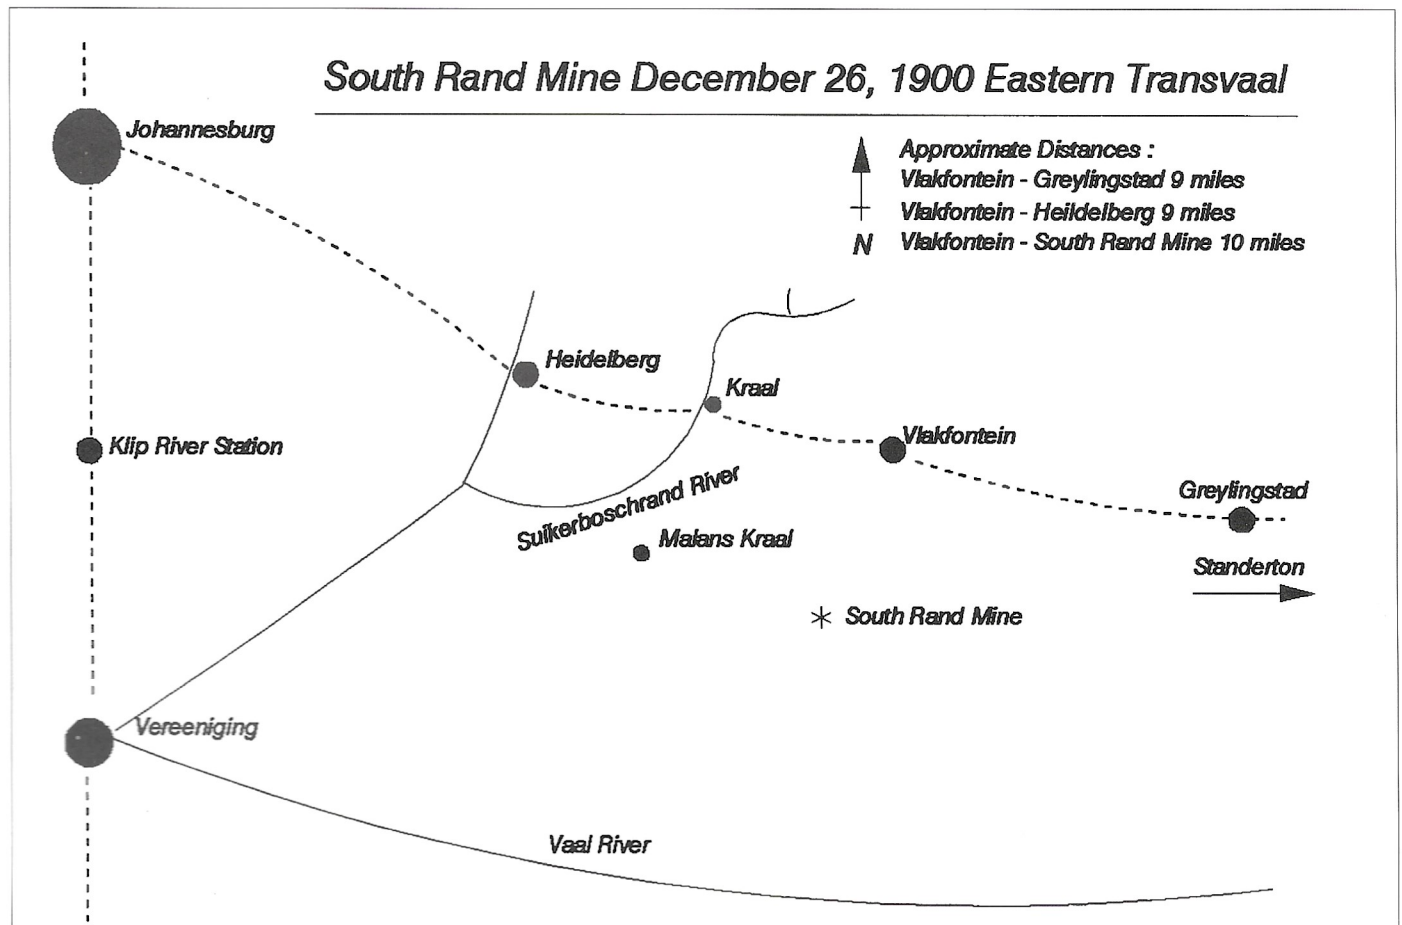 South Rand Mine December 26, 1900 Eastern Transvaal
Johannesburg
Approximate Distances :
Vlakfontein - Greylingstad 9 miles
Vlakfontein - Heildelberg 9 miles
N Vlakfontein - South Rand Mine 10 miles
Heidelberg
Kraal
Klip River Station
Vlakfontein
Suikerboschrand River
Greylingstad
Malans Kraal
Standerton
South Rand Mine
Vereeniging
Vaal River